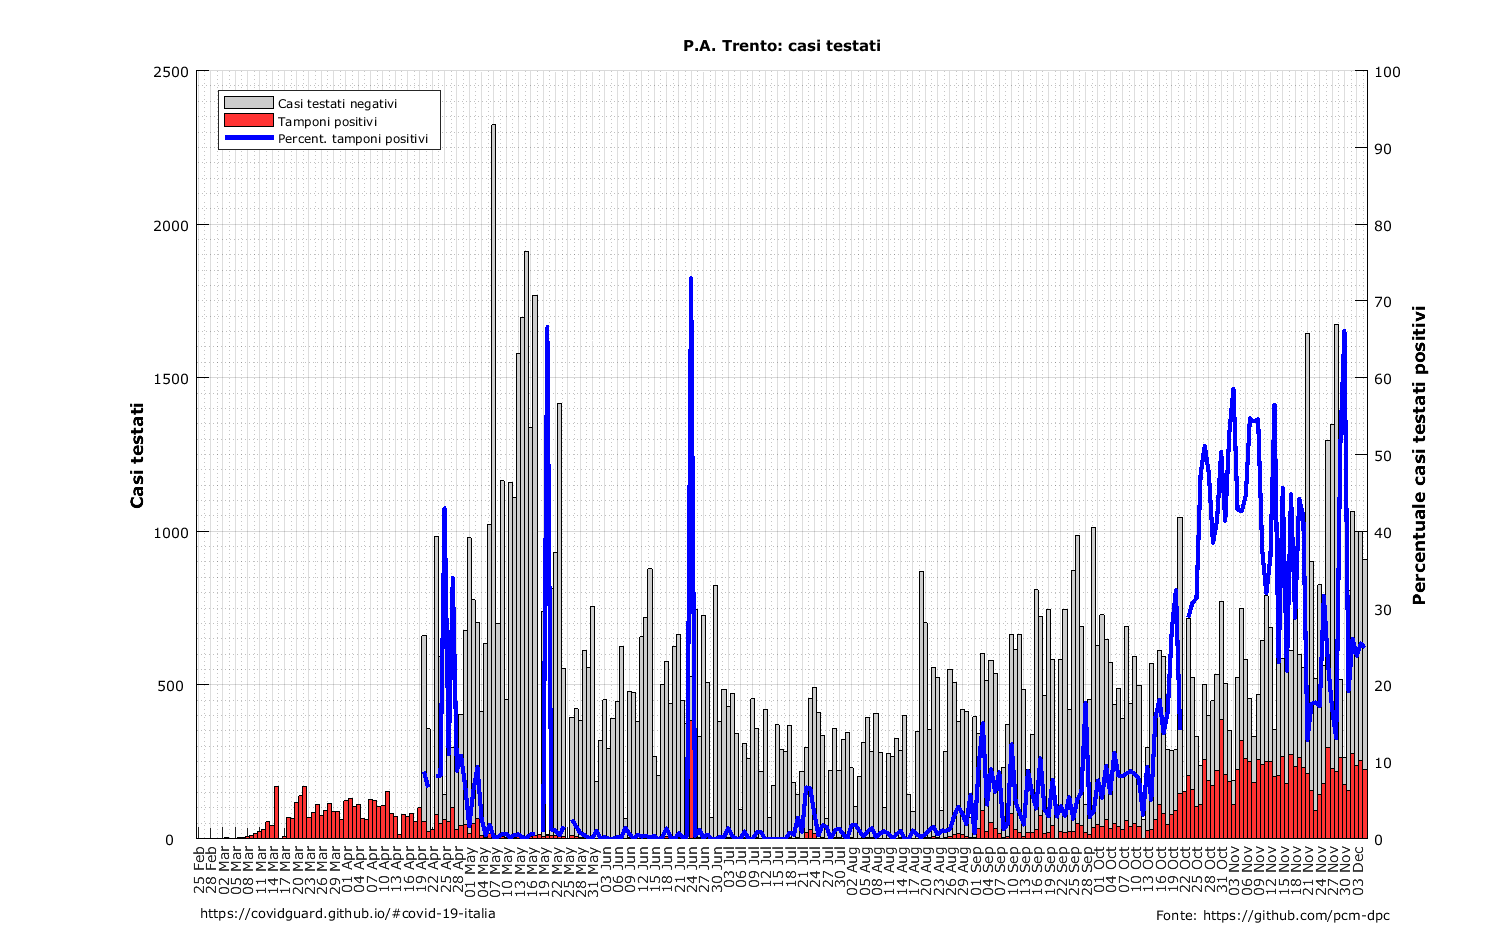 P.A. Trento: casi testati
2500
2000
1500
1000
500
0
Casi testati
Casi testati negativi
Tamponi positivi
Percent. tamponi positivi
100
90
80
70
60
50
40
30
20
10
0
Percentuale casi testati positivi
25 Feb
28 Feb
02 Mar
05 Mar
08 Mar
11 Mar
14 Mar
17 Mar
20 Mar
23 Mar
26 Mar
29 Mar
01 Apr
04 Apr
07 Apr
10 Apr
13 Apr
16 Apr
19 Apr
22 Apr
25 Apr
28 Apr
01 May
04 May
07 May
10 May
13 May
16 May
19 May
22 May
25 May
28 May
31 May
03 Jun
06 Jun
09 Jun
12 Jun
15 Jun
18 Jun
21 Jun
24 Jun
27 Jun
30 Jun
03 Jul
06 Jul
09 Jul
12 Jul
15 Jul
18 Jul
21 Jul
24 Jul
27 Jul
30 Jul
02 Aug
05 Aug
08 Aug
11 Aug
14 Aug
17 Aug
20 Aug
23 Aug
26 Aug
29 Aug
01 Sep
04 Sep
07 Sep
10 Sep
13 Sep
16 Sep
19 Sep
22 Sep
25 Sep
28 Sep
01 Oct
04 Oct
07 Oct
10 Oct
13 Oct
16 Oct
19 Oct
22 Oct
25 Oct
28 Oct
31 Oct
03 Nov
06 Nov
09 Nov
12 Nov
15 Nov
18 Nov
21 Nov
24 Nov
27 Nov
30 Nov
03 Dec
https://covidguard.github.io/#covid-19-italia
Fonte: https://github.com/pcm-dpc